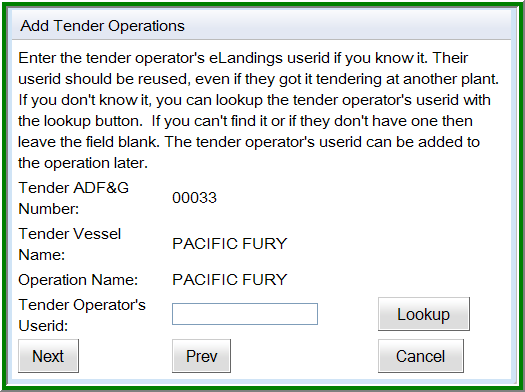 Add Tender Operations
Enter the tender operator's eLandings userid if you know it. Their
userid should be reused, even if they got it tendering at another plant.
If you don't know it, you can lookup the tender operator's userid with
the lookup button.  If you can't find it or if they don't have one then
leave the field blank. The tender operator's userid can be added to
the operation later.
Tender ADF&G
Number:
00033
Tender Vessel
Name:
PACIFIC FURY
Operation Name:
PACIFIC FURY
Tender Operator's
Userid:
Lookup
Next
Prev
Cancel